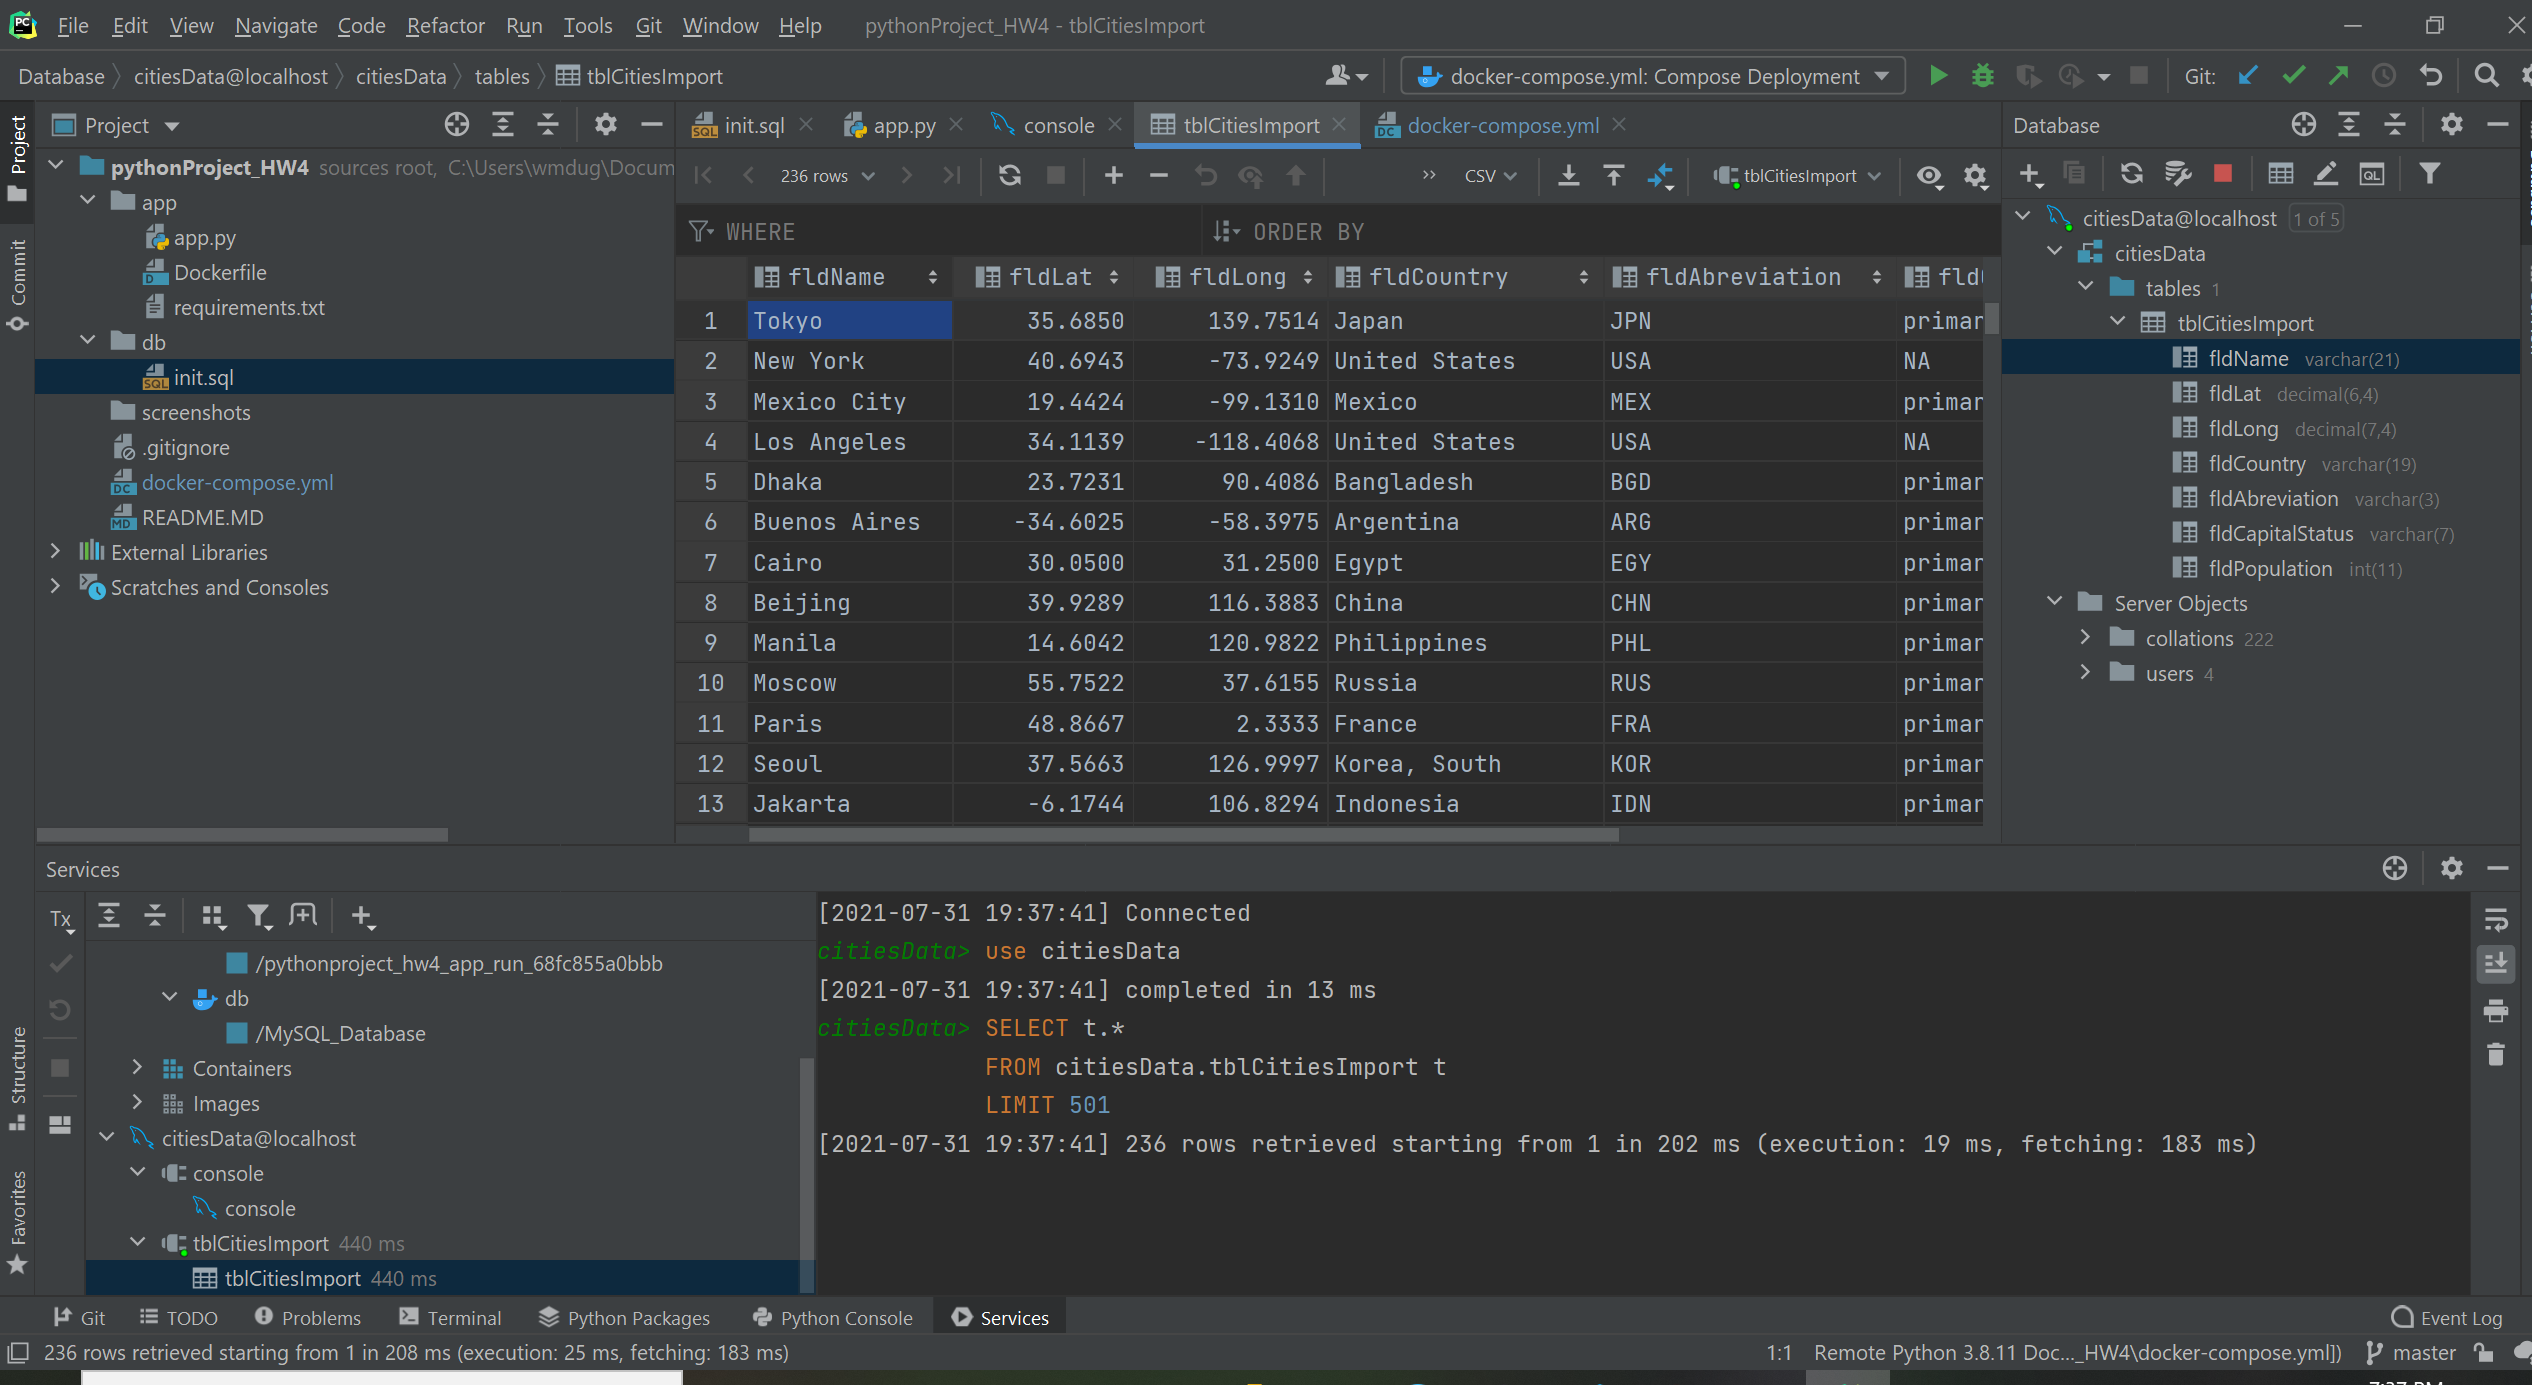 File Edit View Navigate Code Refactor Run Tools Git Window Help pythonProject_HW4 - tblCitiesImport
Database citiesData@localhost citiesData tables tblCitiesImport docker-compose.yml: Compose Deployment Git:
Project
Commit
Structure
Favorites
Project
pythonProject_HW4 sources root, C:\Users\wmdug\Docum
app
app.py
Dockerfile
requirements.txt
db
init.sql
screenshots
.gitignore
docker-compose.yml
README.MD
External Libraries
Scratches and Consoles
init.sql app.py console tblCitiesImport docker-compose.yml
236 rows CSV tblCitiesImport
WHERE ORDER BY
fldName fldLat fldLong fldCountry fldAbreviation
1 Tokyo 35.6850 139.7514 Japan JPN primar
2 New York 40.6943 -73.9249 United States USA NA
3 Mexico City 19.4424 -99.1310 Mexico MEX primar
4 Los Angeles 34.1139 -118.4068 United States USA NA
5 Dhaka 23.7231 90.4086 Bangladesh BGD primar
6 Buenos Aires -34.6025 -58.3975 Argentina ARG primar
7 Cairo 30.0500 31.2500 Egypt EGY primar
8 Beijing 39.9289 116.3883 China CHN primar
9 Manila 14.6042 120.9822 Philippines PHL primar
10 Moscow 55.7522 37.6155 Russia RUS primar
11 Paris 48.8667 2.3333 France FRA primar
12 Seoul 37.5663 126.9997 Korea, South KOR primar
13 Jakarta -6.1744 106.8294 Indonesia IDN primar
Database
citiesData@localhost 1 of 5
citiesData
tables 1
tblCitiesImport
fldName varchar(21)
fldLat decimal(6,4)
fldLong decimal(7,4)
fldCountry varchar(19)
fldAbreviation varchar(3)
fldCapitalStatus varchar(7)
fldPopulation int(11)
Server Objects
collations 222
users 4
Services
Tx
/pythonproject_hw4_app_run_68fc855a0bbb
db
/MySQL_Database
Containers
Images
citiesData@localhost
console
console
tblCitiesImport 440 ms
tblCitiesImport 440 ms
[2021-07-31 19:37:41] Connected
citiesData> use citiesData
[2021-07-31 19:37:41] completed in 13 ms
citiesData> SELECT t.*
FROM citiesData.tblCitiesImport t
LIMIT 501
[2021-07-31 19:37:41] 236 rows retrieved starting from 1 in 202 ms (execution: 19 ms, fetching: 183 ms)
Git TODO Problems Terminal Python Packages Python Console Services Event Log
236 rows retrieved starting from 1 in 208 ms (execution: 25 ms, fetching: 183 ms) 1:1 Remote Python 3.8.11 Doc..._HW4\docker-compose.yml]) master